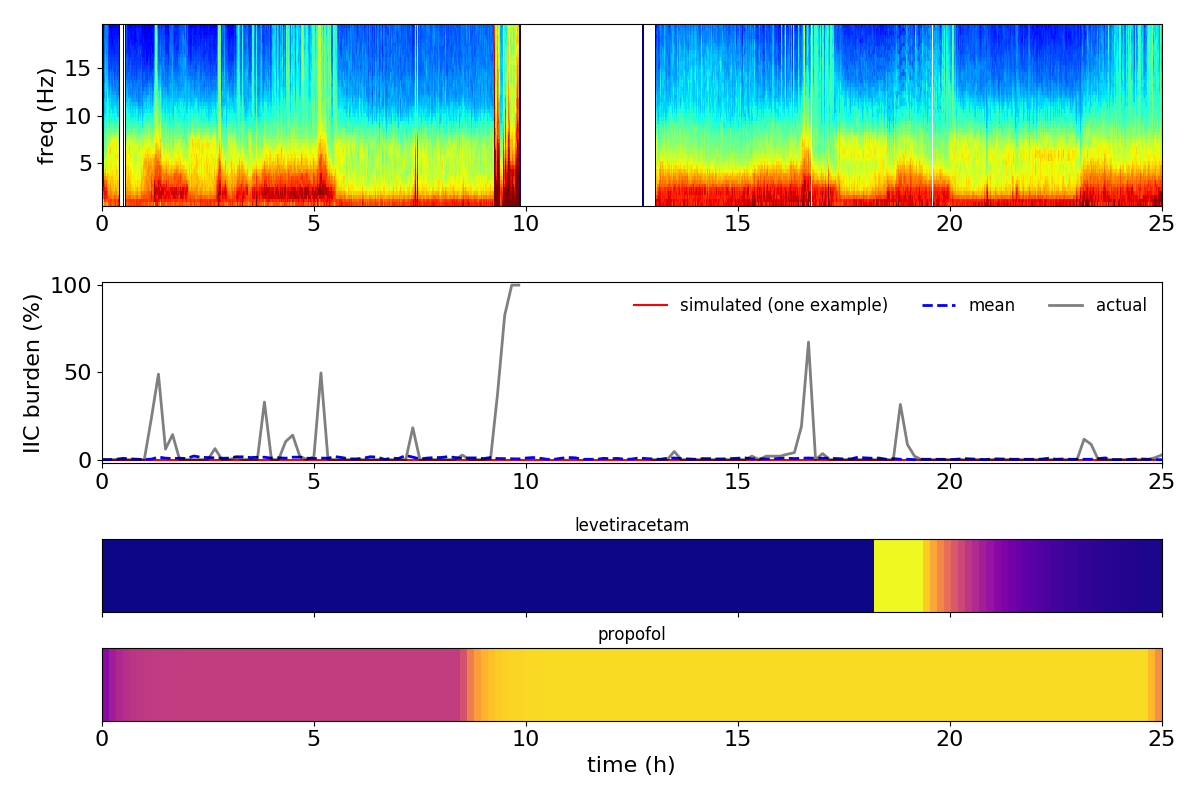 freq (Hz)
15
10
5
0 5 10 15 20 25
IIC burden (%)
100
50
0
simulated (one example) mean actual
0 5 10 15 20 25
levetiracetam
propofol
0 5 10 15 20 25
time (h)